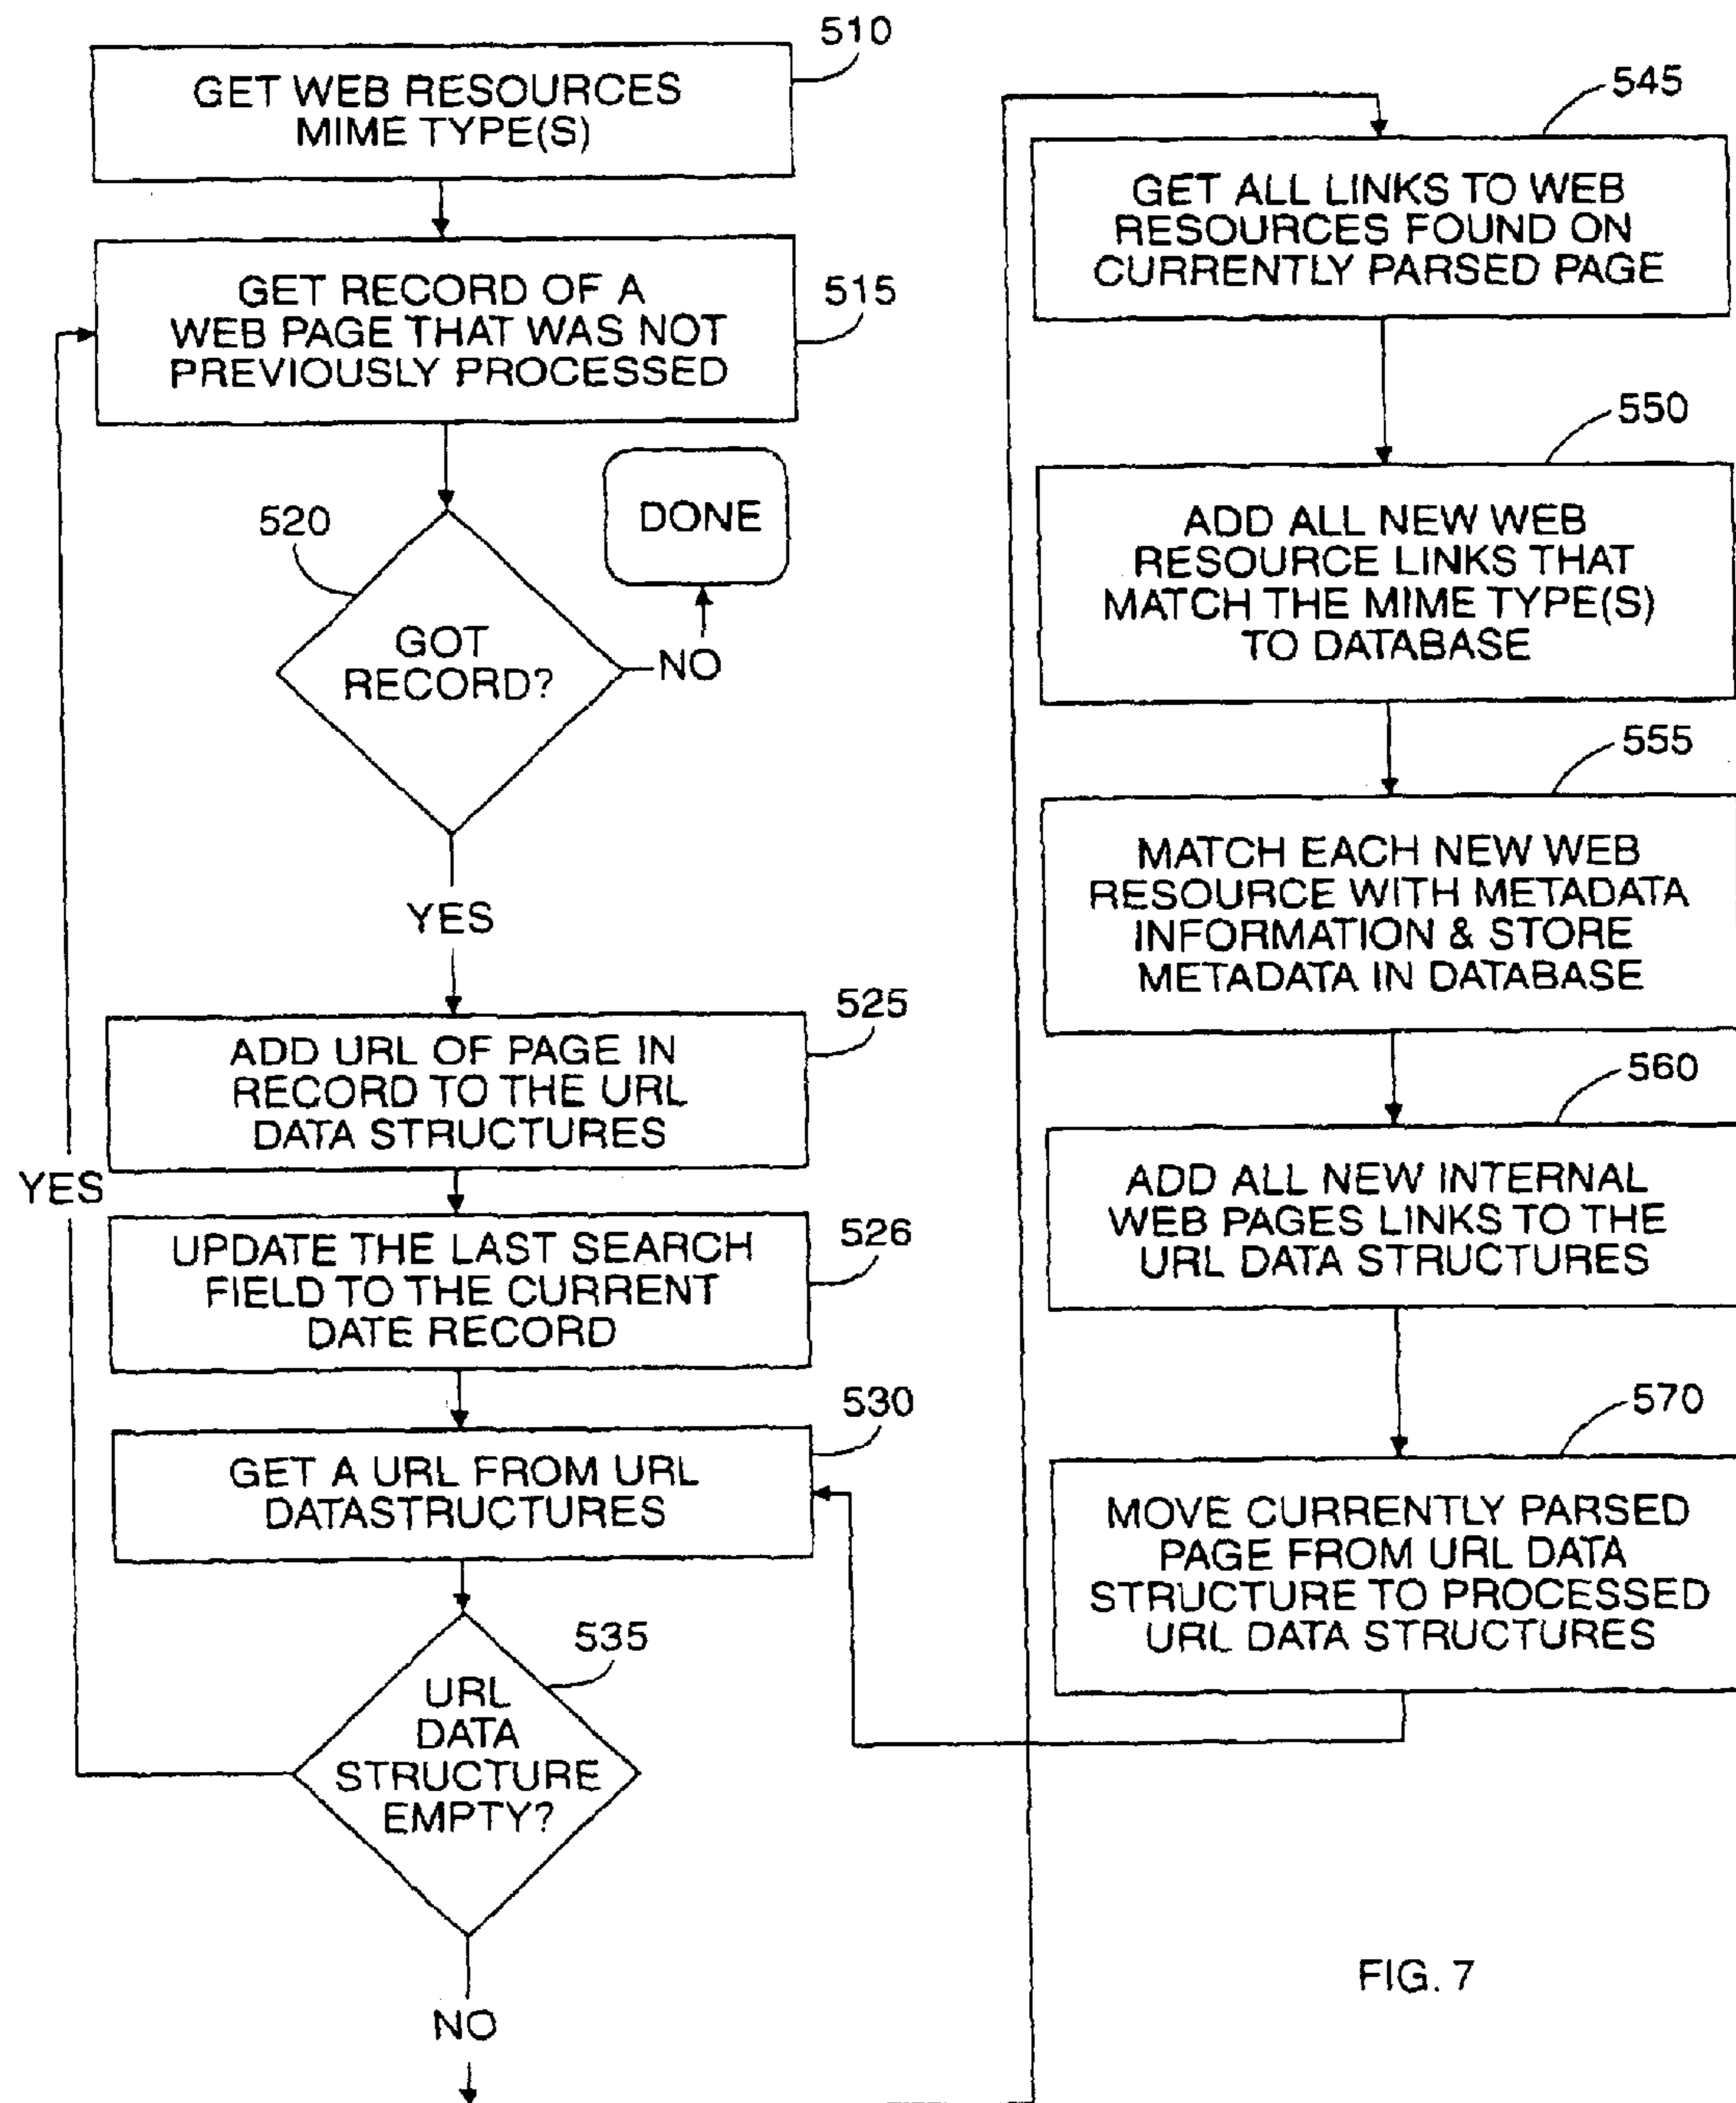 510
GET WEB RESOURCES
MIME TYPE(S)
515
GET RECORD OF A
WEB PAGE THAT WAS NOT
PREVIOUSLY PROCESSED
520
GOT
RECORD?
NO
DONE
YES
525
ADD URL OF PAGE IN
RECORD TO THE URL
DATA STRUCTURES
526
UPDATE THE LAST SEARCH
FIELD TO THE CURRENT
DATE RECORD
530
GET A URL FROM URL
DATASTRUCTURES
535
URL
DATA
STRUCTURE
EMPTY?
YES
NO
545
GET ALL LINKS TO WEB
RESOURCES FOUND ON
CURRENTLY PARSED PAGE
550
ADD ALL NEW WEB
RESOURCE LINKS THAT
MATCH THE MIME TYPE(S)
TO DATABASE
555
MATCH EACH NEW WEB
RESOURCE WITH METADATA
INFORMATION & STORE
METADATA IN DATABASE
560
ADD ALL NEW INTERNAL
WEB PAGES LINKS TO THE
URL DATA STRUCTURES
570
MOVE CURRENTLY PARSED
PAGE FROM URL DATA
STRUCTURE TO PROCESSED
URL DATA STRUCTURES
FIG. 7